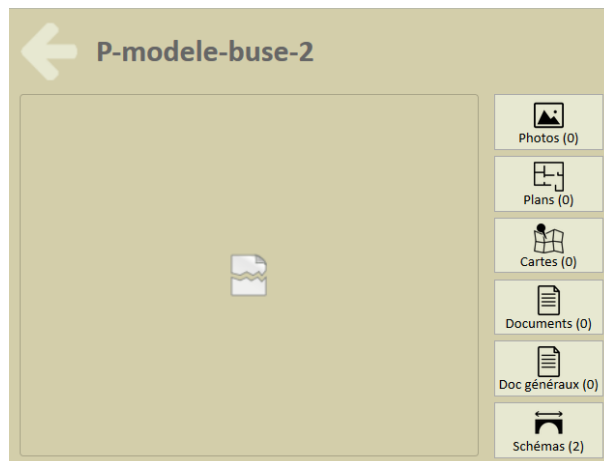 P-modele-buse-2
Photos (0)
Plans (0)
Cartes (0)
Documents (0)
Doc généraux (0)
Schémas (2)